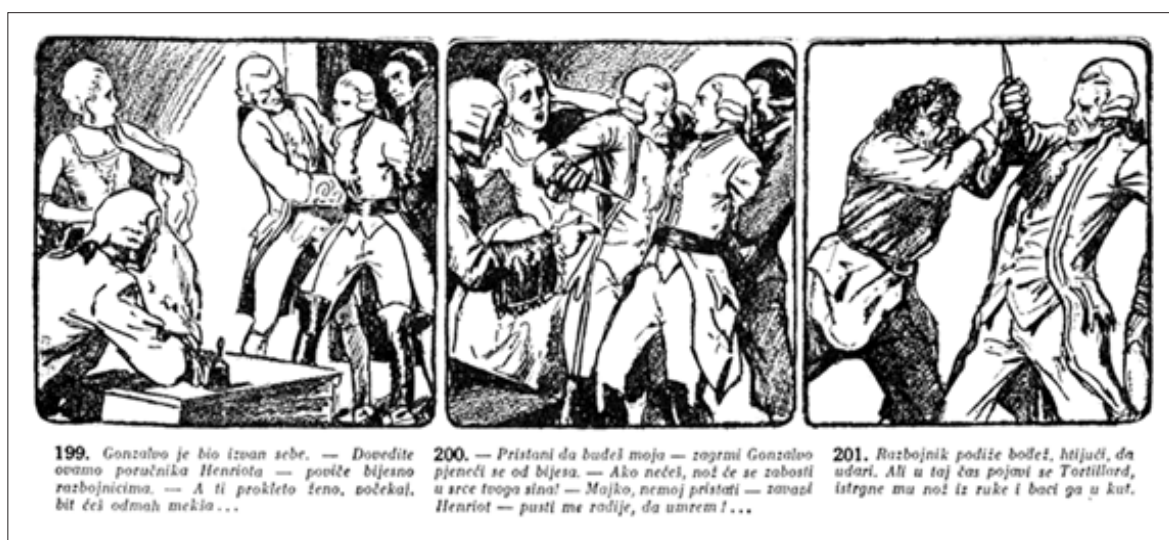 199. Gonzalvo je bio izvan sebe. — Dovedite
ovamo poručnika Henriota — poviče bijesno
razbojnicima. — A ti prokleto ženo, počekaj,
bit ćeš odmah mekša...
200. — Pristani da budeš moja — zagrmi Gonzalvo
pjeneći se od bijesa. — Ako nećeš, nož će se zabosti
u srce tvoga sina! — Majko, nemoj pristati — zavapi
Henriot — pusti me radije, da umrem!...
201. Razbojnik podiže bodež, htijući, da
udari. Ali u taj čas pojavi se Tortillard,
istrgne mu nož iz ruke i baci ga u kut.